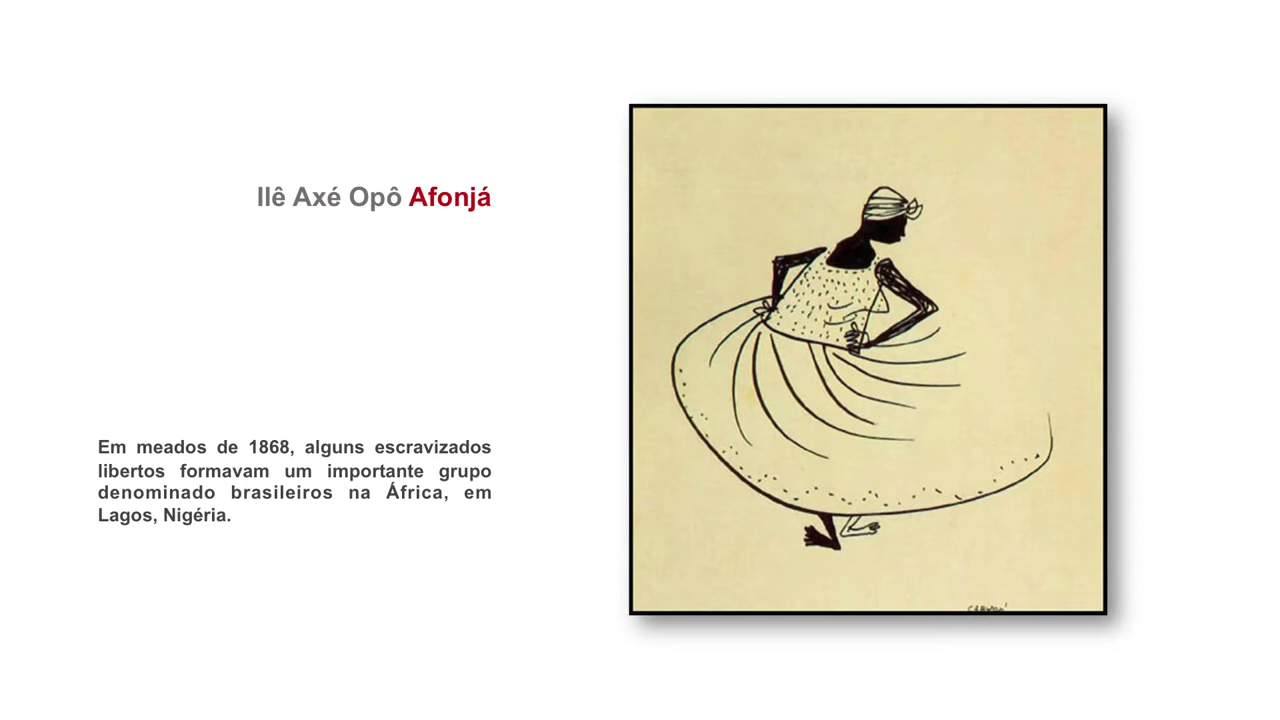 Ilê Axé Opô Afonjá
Em meados de 1868, alguns escravizados
libertos formavam um importante grupo
denominado brasileiros na África, em
Lagos, Nigéria.